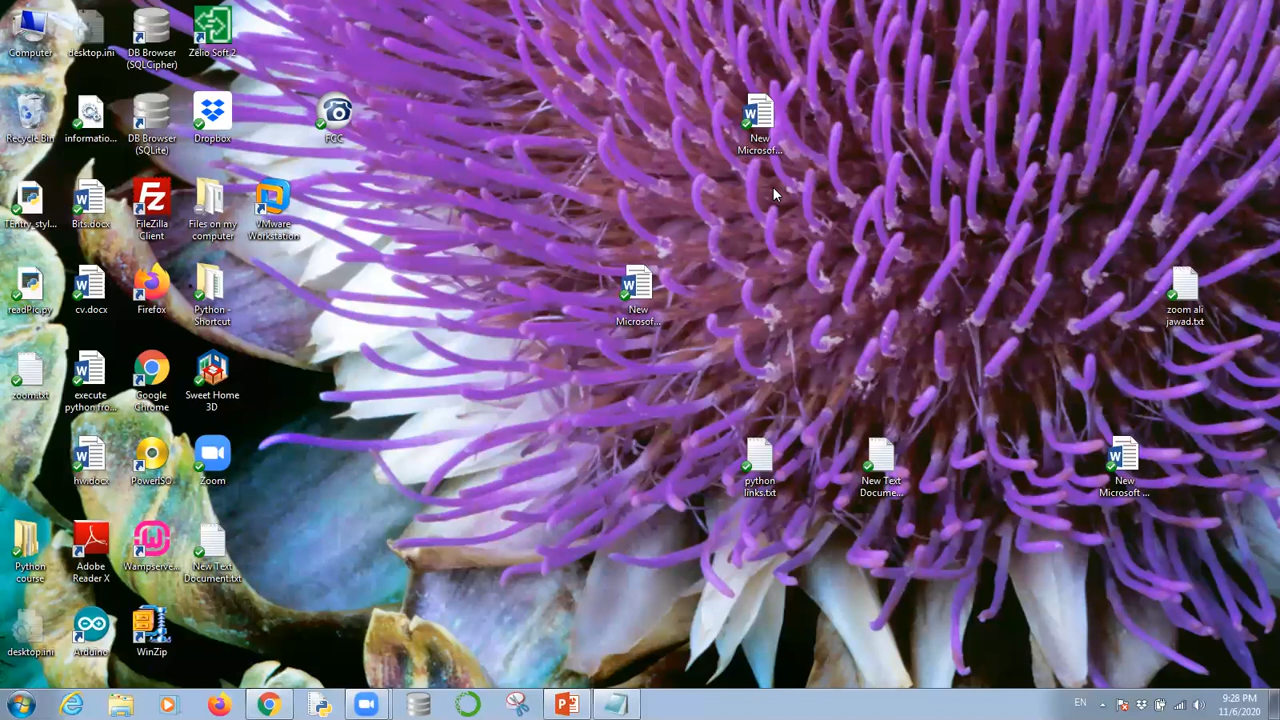 Computer
desktop.ini
DB Browser
(SQLCipher)
Zelio Soft 2
Recycle Bin
informatio...
DB Browser
(SQLite)
Dropbox
FGC
New
Microsof...
TEntry_styl...
Bits.docx
FileZilla
Client
Files on my
computer
VMware
Workstation
readPic.py
cv.docx
Firefox
Python -
Shortcut
New
Microsof...
zoom ali
jawad.txt
zoom.txt
execute
python fro...
Google
Chrome
Sweet Home
3D
hw.docx
PowerISO
Zoom
python
links.txt
New Text
Docume...
New
Microsoft ...
Python
course
Adobe
Reader X
Wampserve...
New Text
Document.txt
desktop.ini
Arduino
WinZip
EN
9:28 PM
11/6/2020